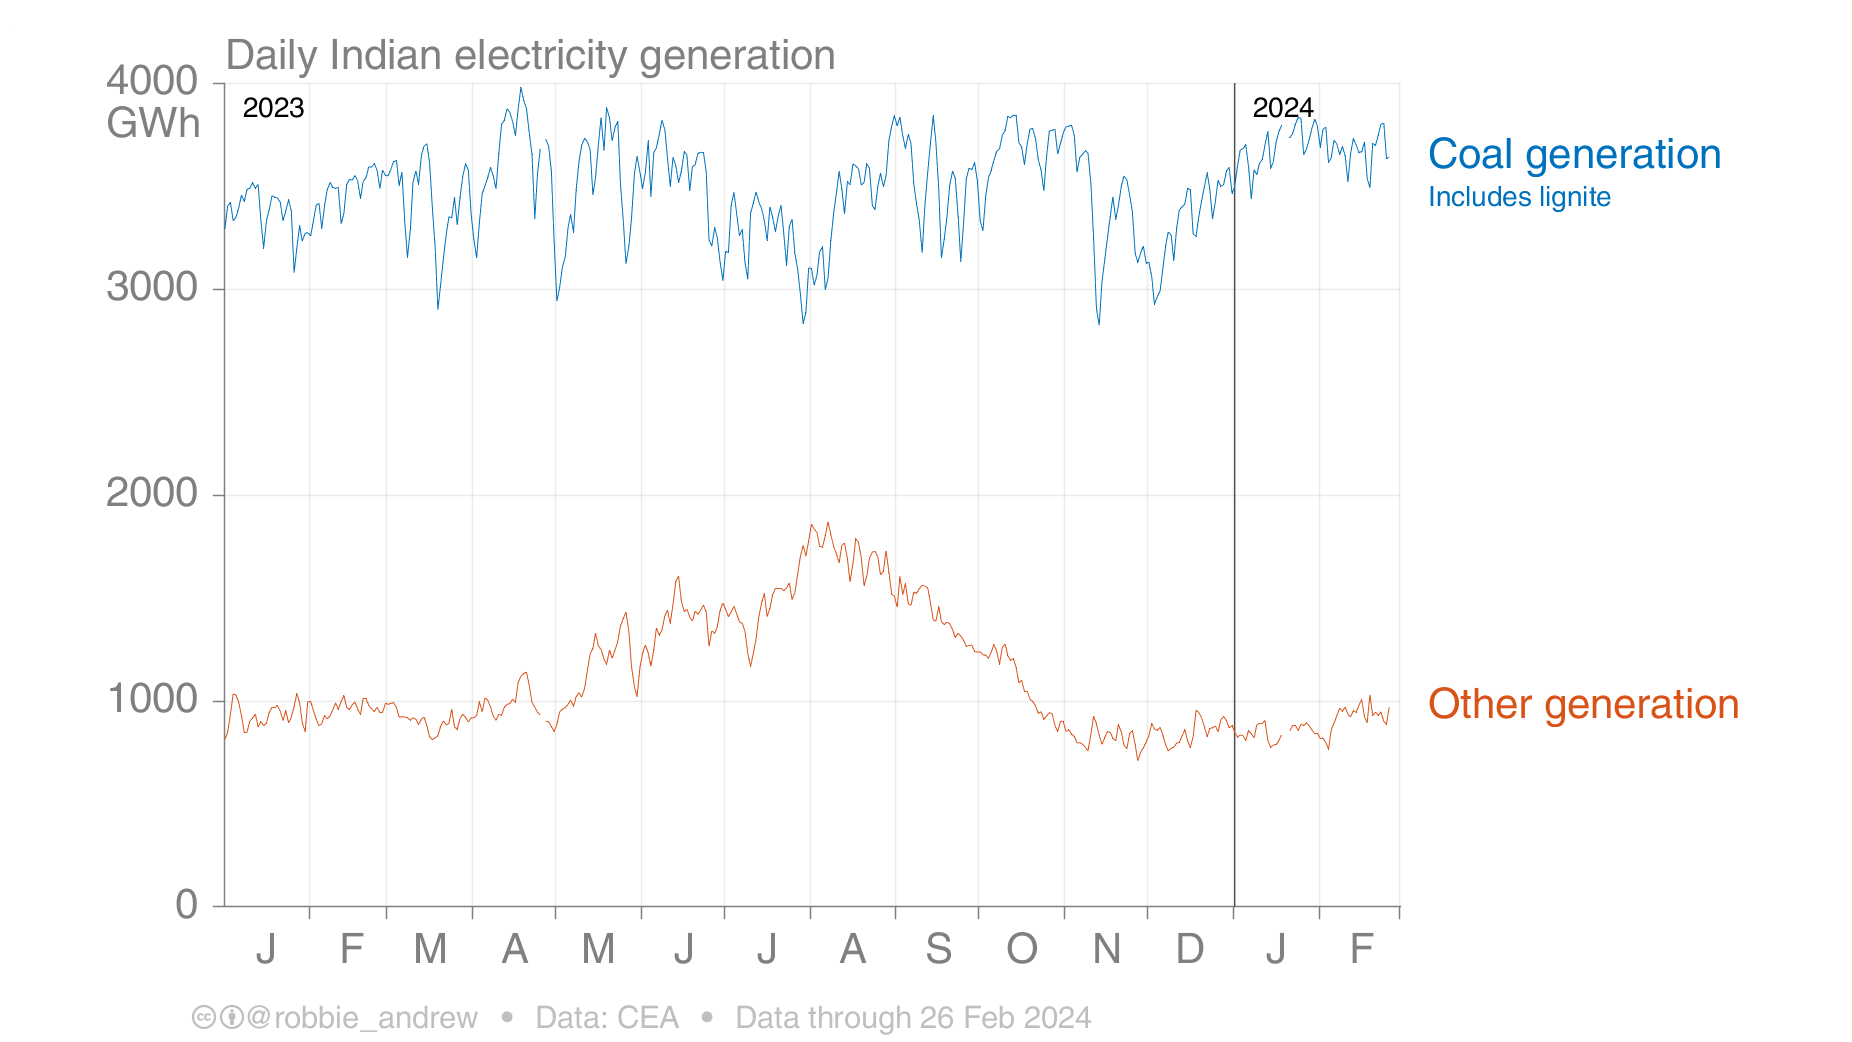 Daily Indian electricity generation
4000
GWh
2023
2024
Coal generation
Includes lignite
3000
2000
1000
Other generation
0
J F M A M J J A S O N D J F
cc @robbie_andrew • Data: CEA • Data through 26 Feb 2024